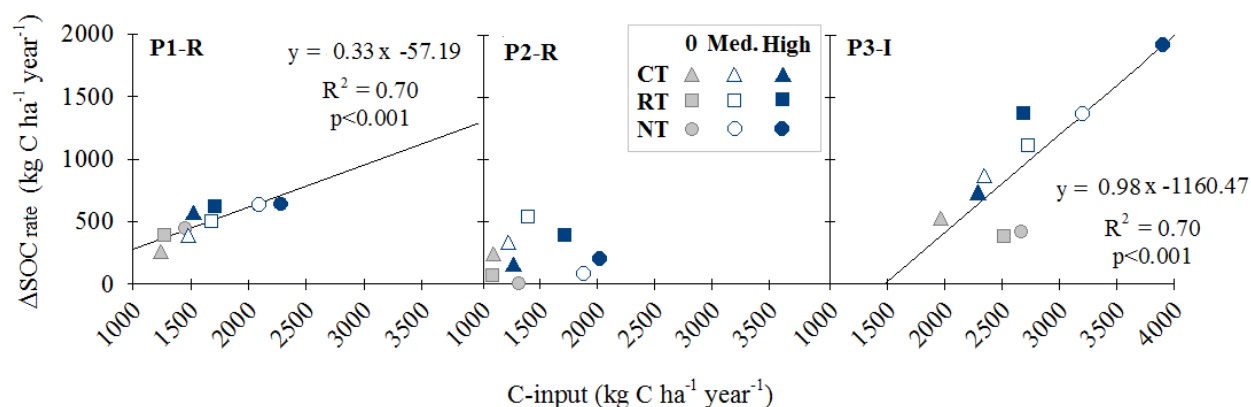 P1-R
y = 0.33 x -57.19
R² = 0.70
p<0.001
P2-R
0 Med. High
CT
RT
NT
P3-I
y = 0.98 x -1160.47
R² = 0.70
p<0.001
ΔSOC rate (kg C ha⁻¹ year⁻¹)
2000
1500
1000
500
0
1000 1500 2000 2500 3000 3500 1000 1500 2000 2500 3000 3500 1000 2000 2500 3000 3500 4000
C-input (kg C ha⁻¹ year⁻¹)